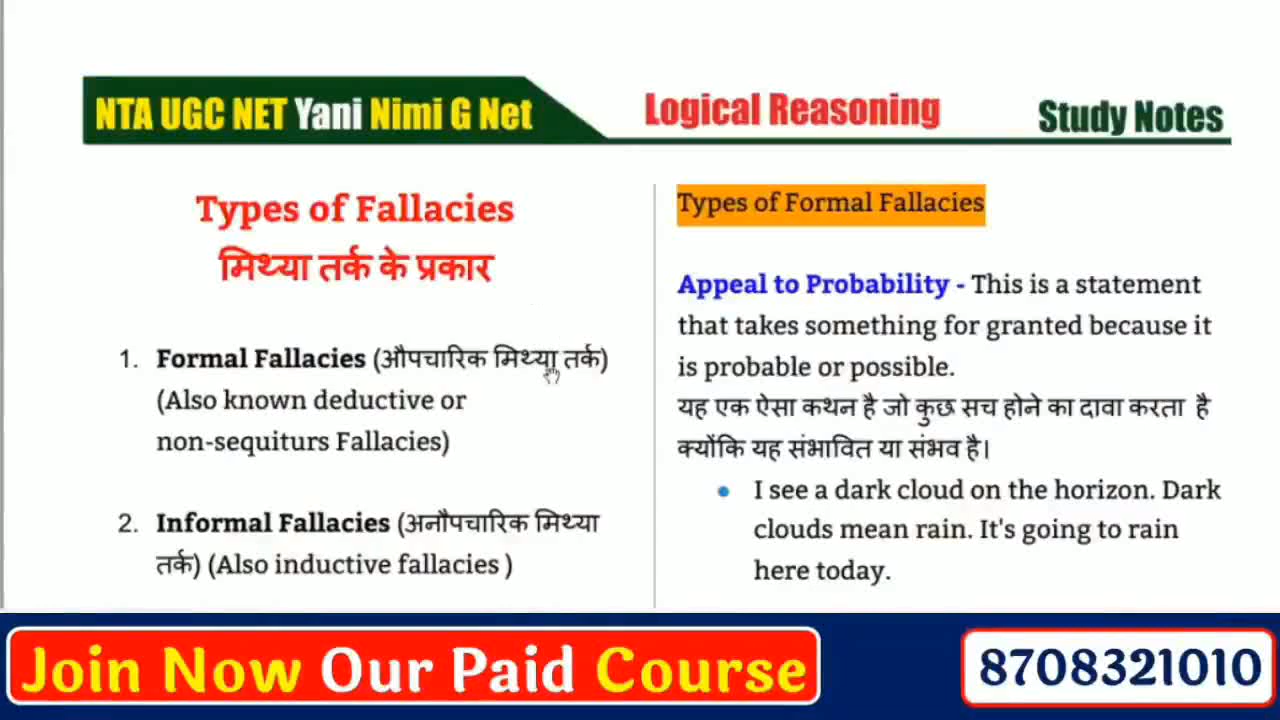 NTA UGC NET Yani Nimi G Net
Logical Reasoning
Study Notes
Types of Fallacies
मिथ्या तर्क के प्रकार
1. Formal Fallacies (औपचारिक मिथ्या तर्क)
(Also known deductive or
non-sequiturs Fallacies)
2. Informal Fallacies (अनौपचारिक मिथ्या
तर्क) (Also inductive fallacies )
Types of Formal Fallacies
Appeal to Probability - This is a statement
that takes something for granted because it
is probable or possible.
यह एक ऐसा कथन है जो कुछ सच होने का दावा करता है
क्योंकि यह संभावित या संभव है।
• I see a dark cloud on the horizon. Dark
clouds mean rain. It's going to rain
here today.
Join Now Our Paid Course
8708321010